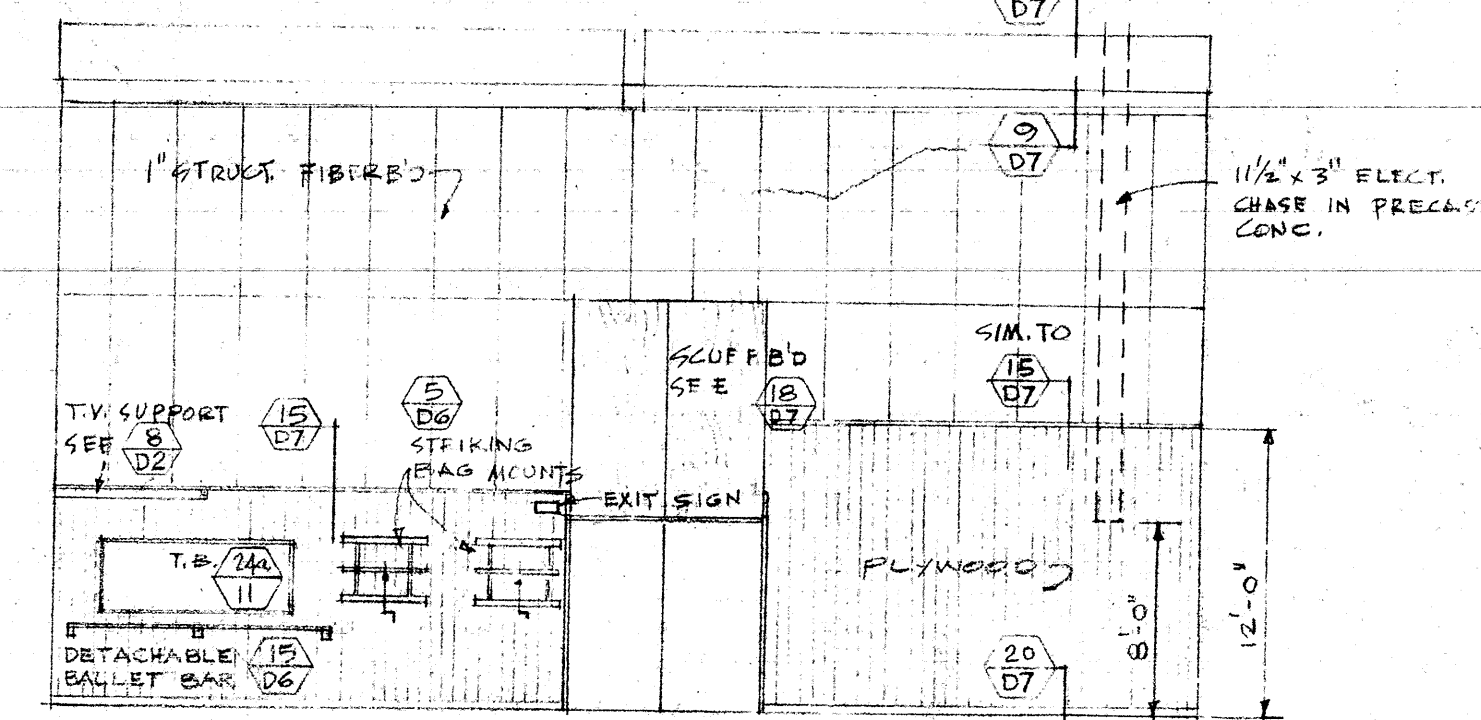 D7
1" STRUCT. FIBERB'D
9
D7
11 1/2" x 3" ELECT.
CHASE IN PRECAS
CONC.
SIM. TO
15
D7
SCUFF B'D
SEE
18
D7
5
D6
T.V. SUPPORT
SEE 8
D2
15
D7
STRIKING
BAG MOUNTS
EXIT SIGN
T.B. 24a
11
PLYWOOD
8'-0"
12'-0"
DETACHABLE
BALLET BAR
15
D6
20
D7